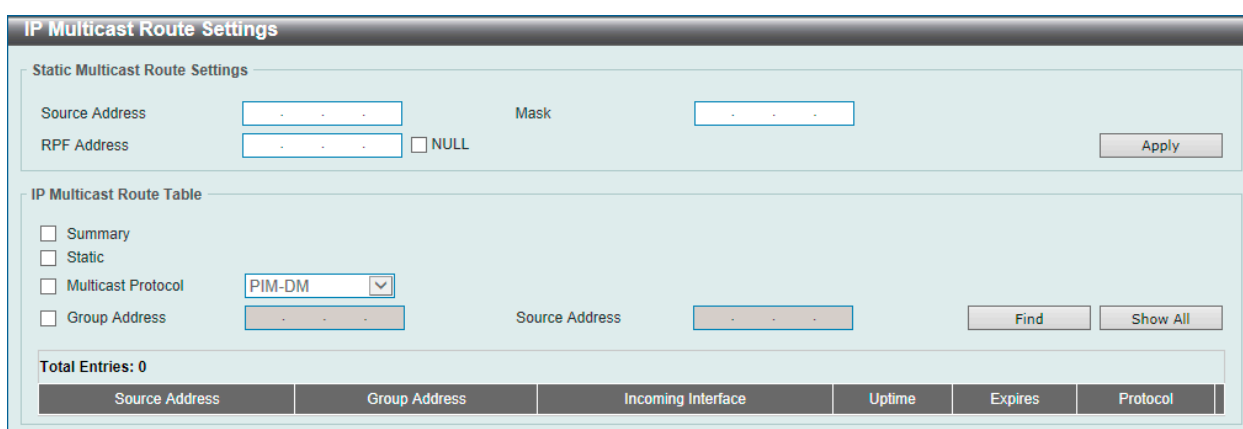 IP Multicast Route Settings
Static Multicast Route Settings
Source Address . . . Mask . . .
RPF Address . . . NULL Apply
IP Multicast Route Table
Summary
Static
Multicast Protocol PIM-DM
Group Address . . . Source Address . . . Find Show All
Total Entries: 0
Source Address Group Address Incoming Interface Uptime Expires Protocol